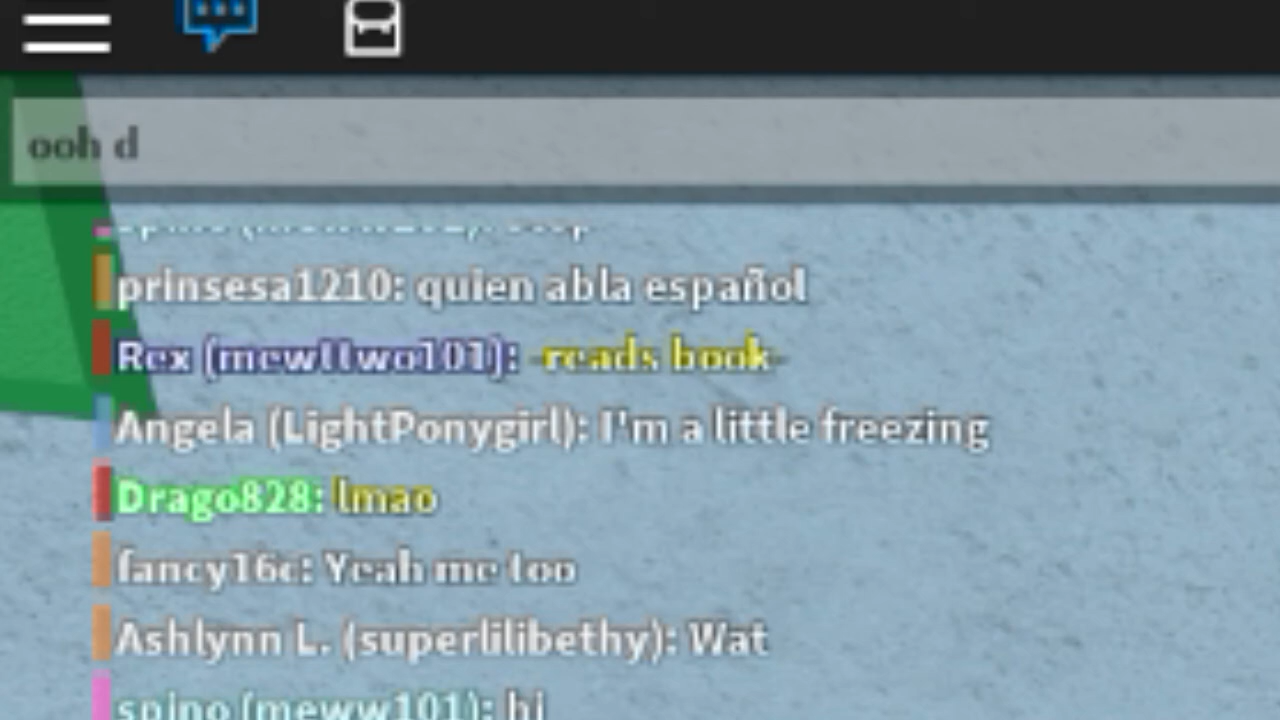 ooh d
prinsesa1210: quien abla español
Rex (mewttwo101): -reads book-
Angela (LightPonygirl): I'm a little freezing
Drago828: lmao
fancy16c: Yeah me too
Ashlynn L. (superlilibethy): Wat
spino (meww101): hi